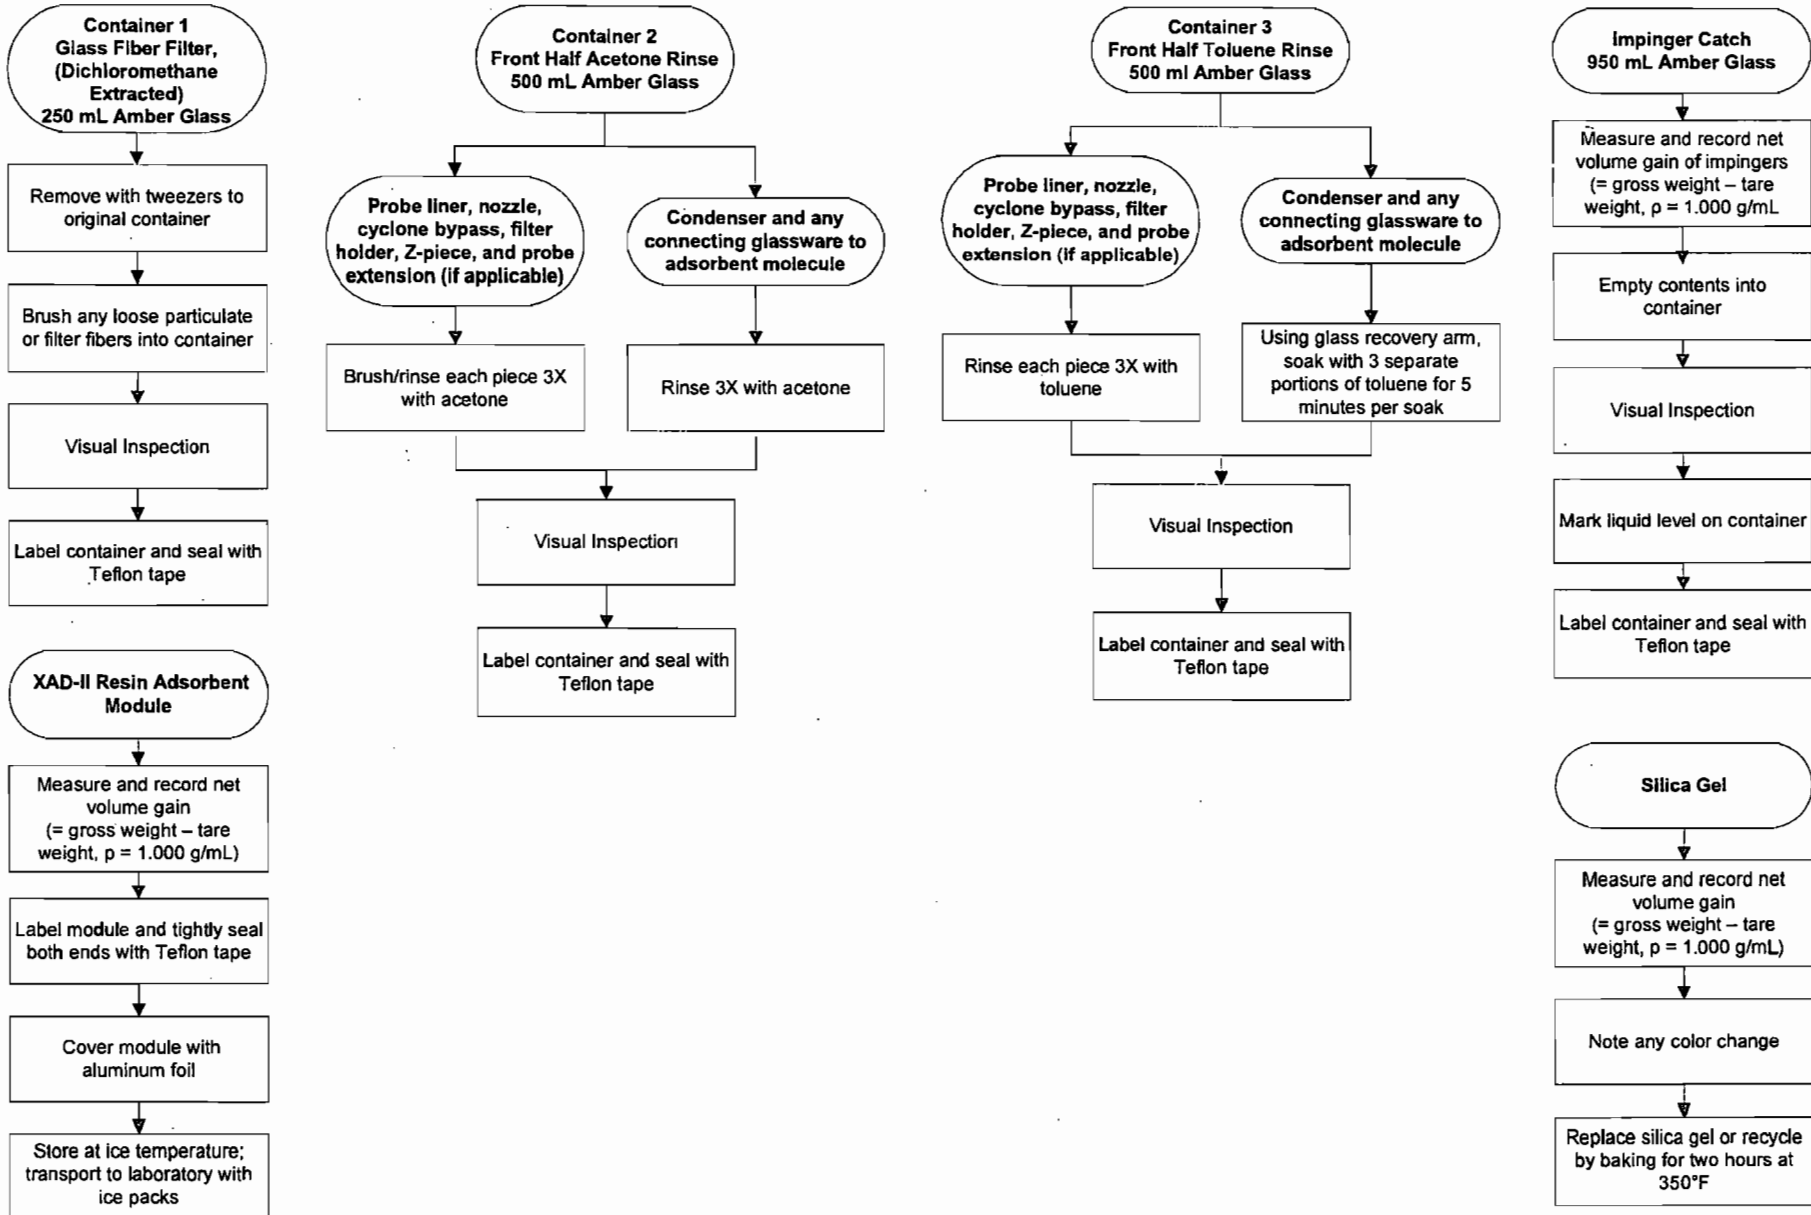 Container 1
Glass Fiber Filter,
(Dichloromethane
Extracted)
250 mL Amber Glass
Remove with tweezers to
original container
Brush any loose particulate
or filter fibers into container
Visual Inspection
Label container and seal with
Teflon tape
XAD-II Resin Adsorbent
Module
Measure and record net
volume gain
(= gross weight – tare
weight, p = 1.000 g/mL)
Label module and tightly seal
both ends with Teflon tape
Cover module with
aluminum foil
Store at ice temperature;
transport to laboratory with
ice packs
Container 2
Front Half Acetone Rinse
500 mL Amber Glass
Probe liner, nozzle,
cyclone bypass, filter
holder, Z-piece, and probe
extension (if applicable)
Brush/rinse each piece 3X
with acetone
Condenser and any
connecting glassware to
adsorbent molecule
Rinse 3X with acetone
Visual Inspection
Label container and seal with
Teflon tape
Container 3
Front Half Toluene Rinse
500 ml Amber Glass
Probe liner, nozzle,
cyclone bypass, filter
holder, Z-piece, and probe
extension (if applicable)
Rinse each piece 3X with
toluene
Condenser and any
connecting glassware to
adsorbent molecule
Using glass recovery arm,
soak with 3 separate
portions of toluene for 5
minutes per soak
Visual Inspection
Label container and seal with
Teflon tape
Impinger Catch
950 mL Amber Glass
Measure and record net
volume gain of impingers
(= gross weight – tare
weight, ρ = 1.000 g/mL
Empty contents into
container
Visual Inspection
Mark liquid level on container
Label container and seal with
Teflon tape
Silica Gel
Measure and record net
volume gain
(= gross weight – tare
weight, p = 1.000 g/mL)
Note any color change
Replace silica gel or recycle
by baking for two hours at
350°F